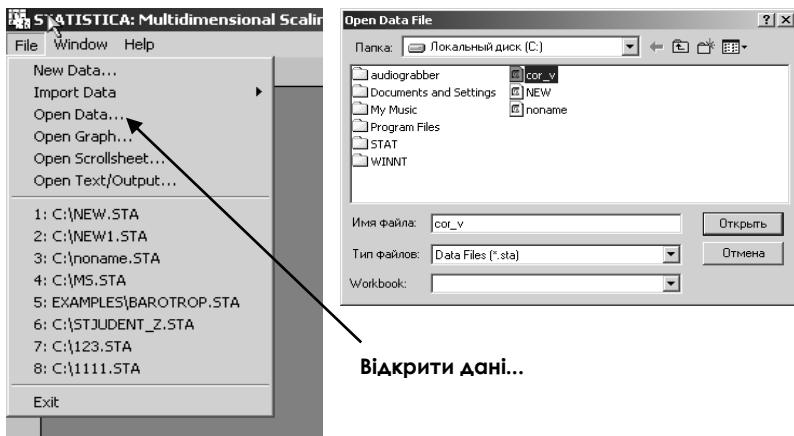 STATISTICA: Multidimensional Scalin
File Window Help
New Data...
Import Data
Open Data...
Open Graph...
Open Scrollsheet...
Open Text/Output...
1: C:\NEW.STA
2: C:\NEW1.STA
3: C:\noname.STA
4: C:\MS.STA
5: EXAMPLES\BAROTROP.STA
6: C:\STJUDENT_Z.STA
7: C:\123.STA
8: C:\1111.STA
Exit
Open Data File
Папка: Локальный диск (C:)
audiograbber
Documents and Settings
My Music
Program Files
STAT
WINNT
cor_v
NEW
noname
Имя файла: cor_v Открыть
Тип файлов: Data Files (*.sta) Отмена
Workbook:
Відкрити дані...